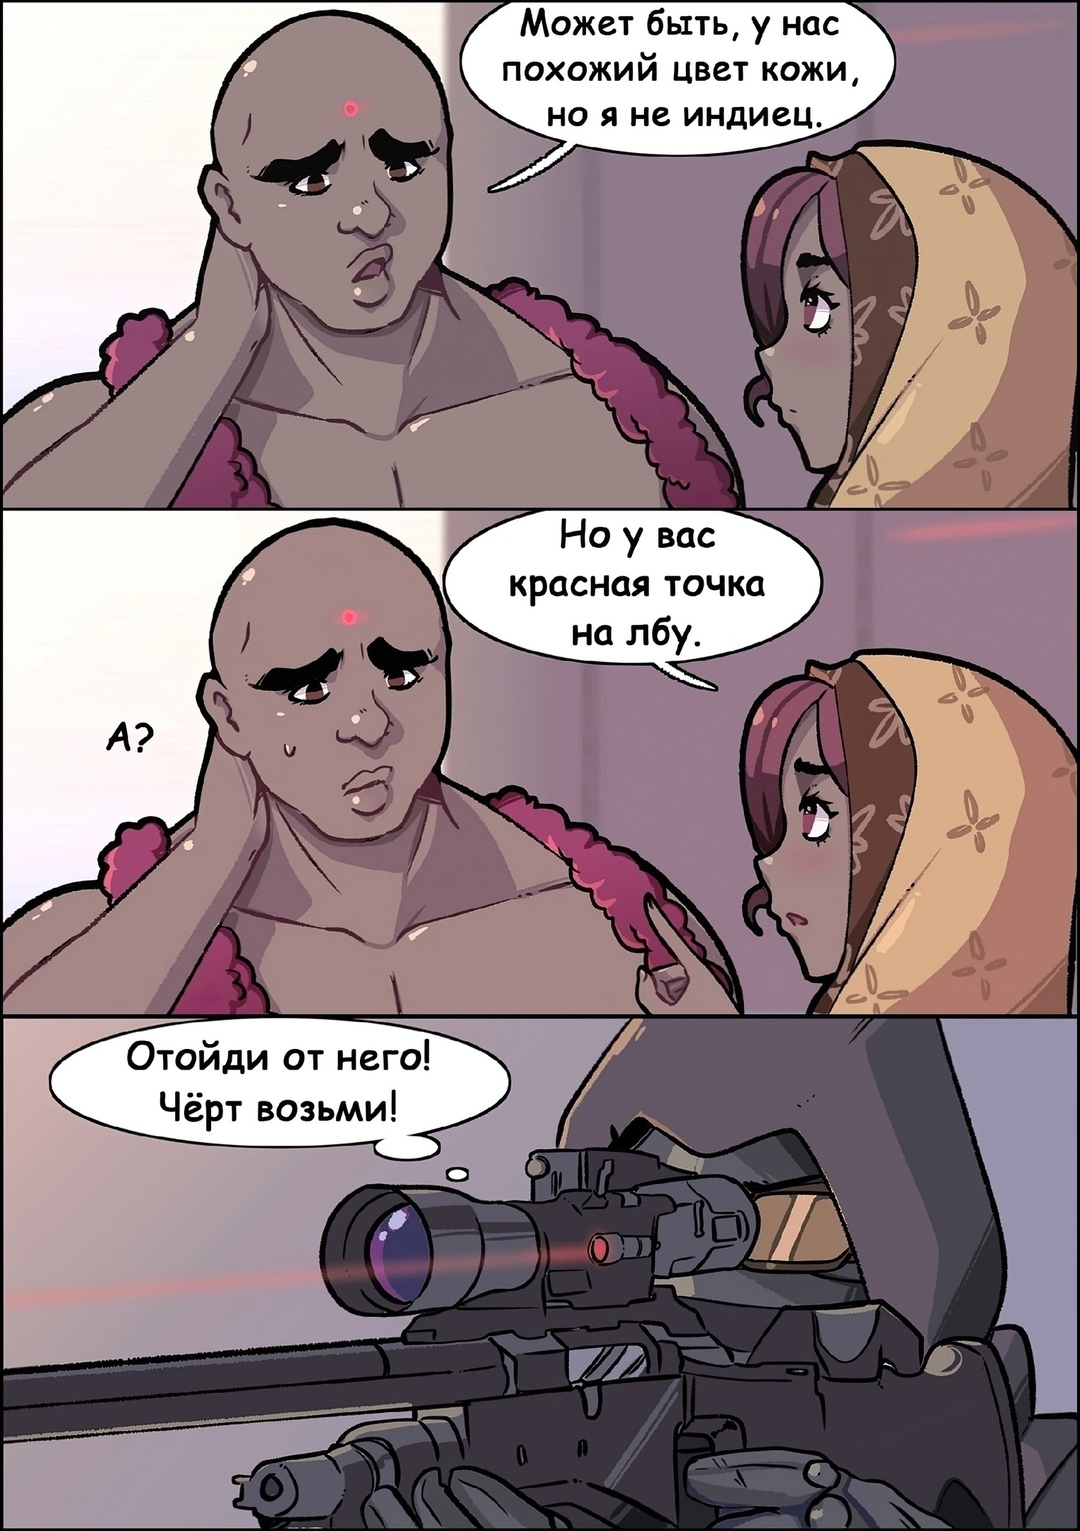 Может быть, у нас
похожий цвет кожи,
но я не индиец.
Но у вас
красная точка
на лбу.
А?
Отойди от него!
Чёрт возьми!